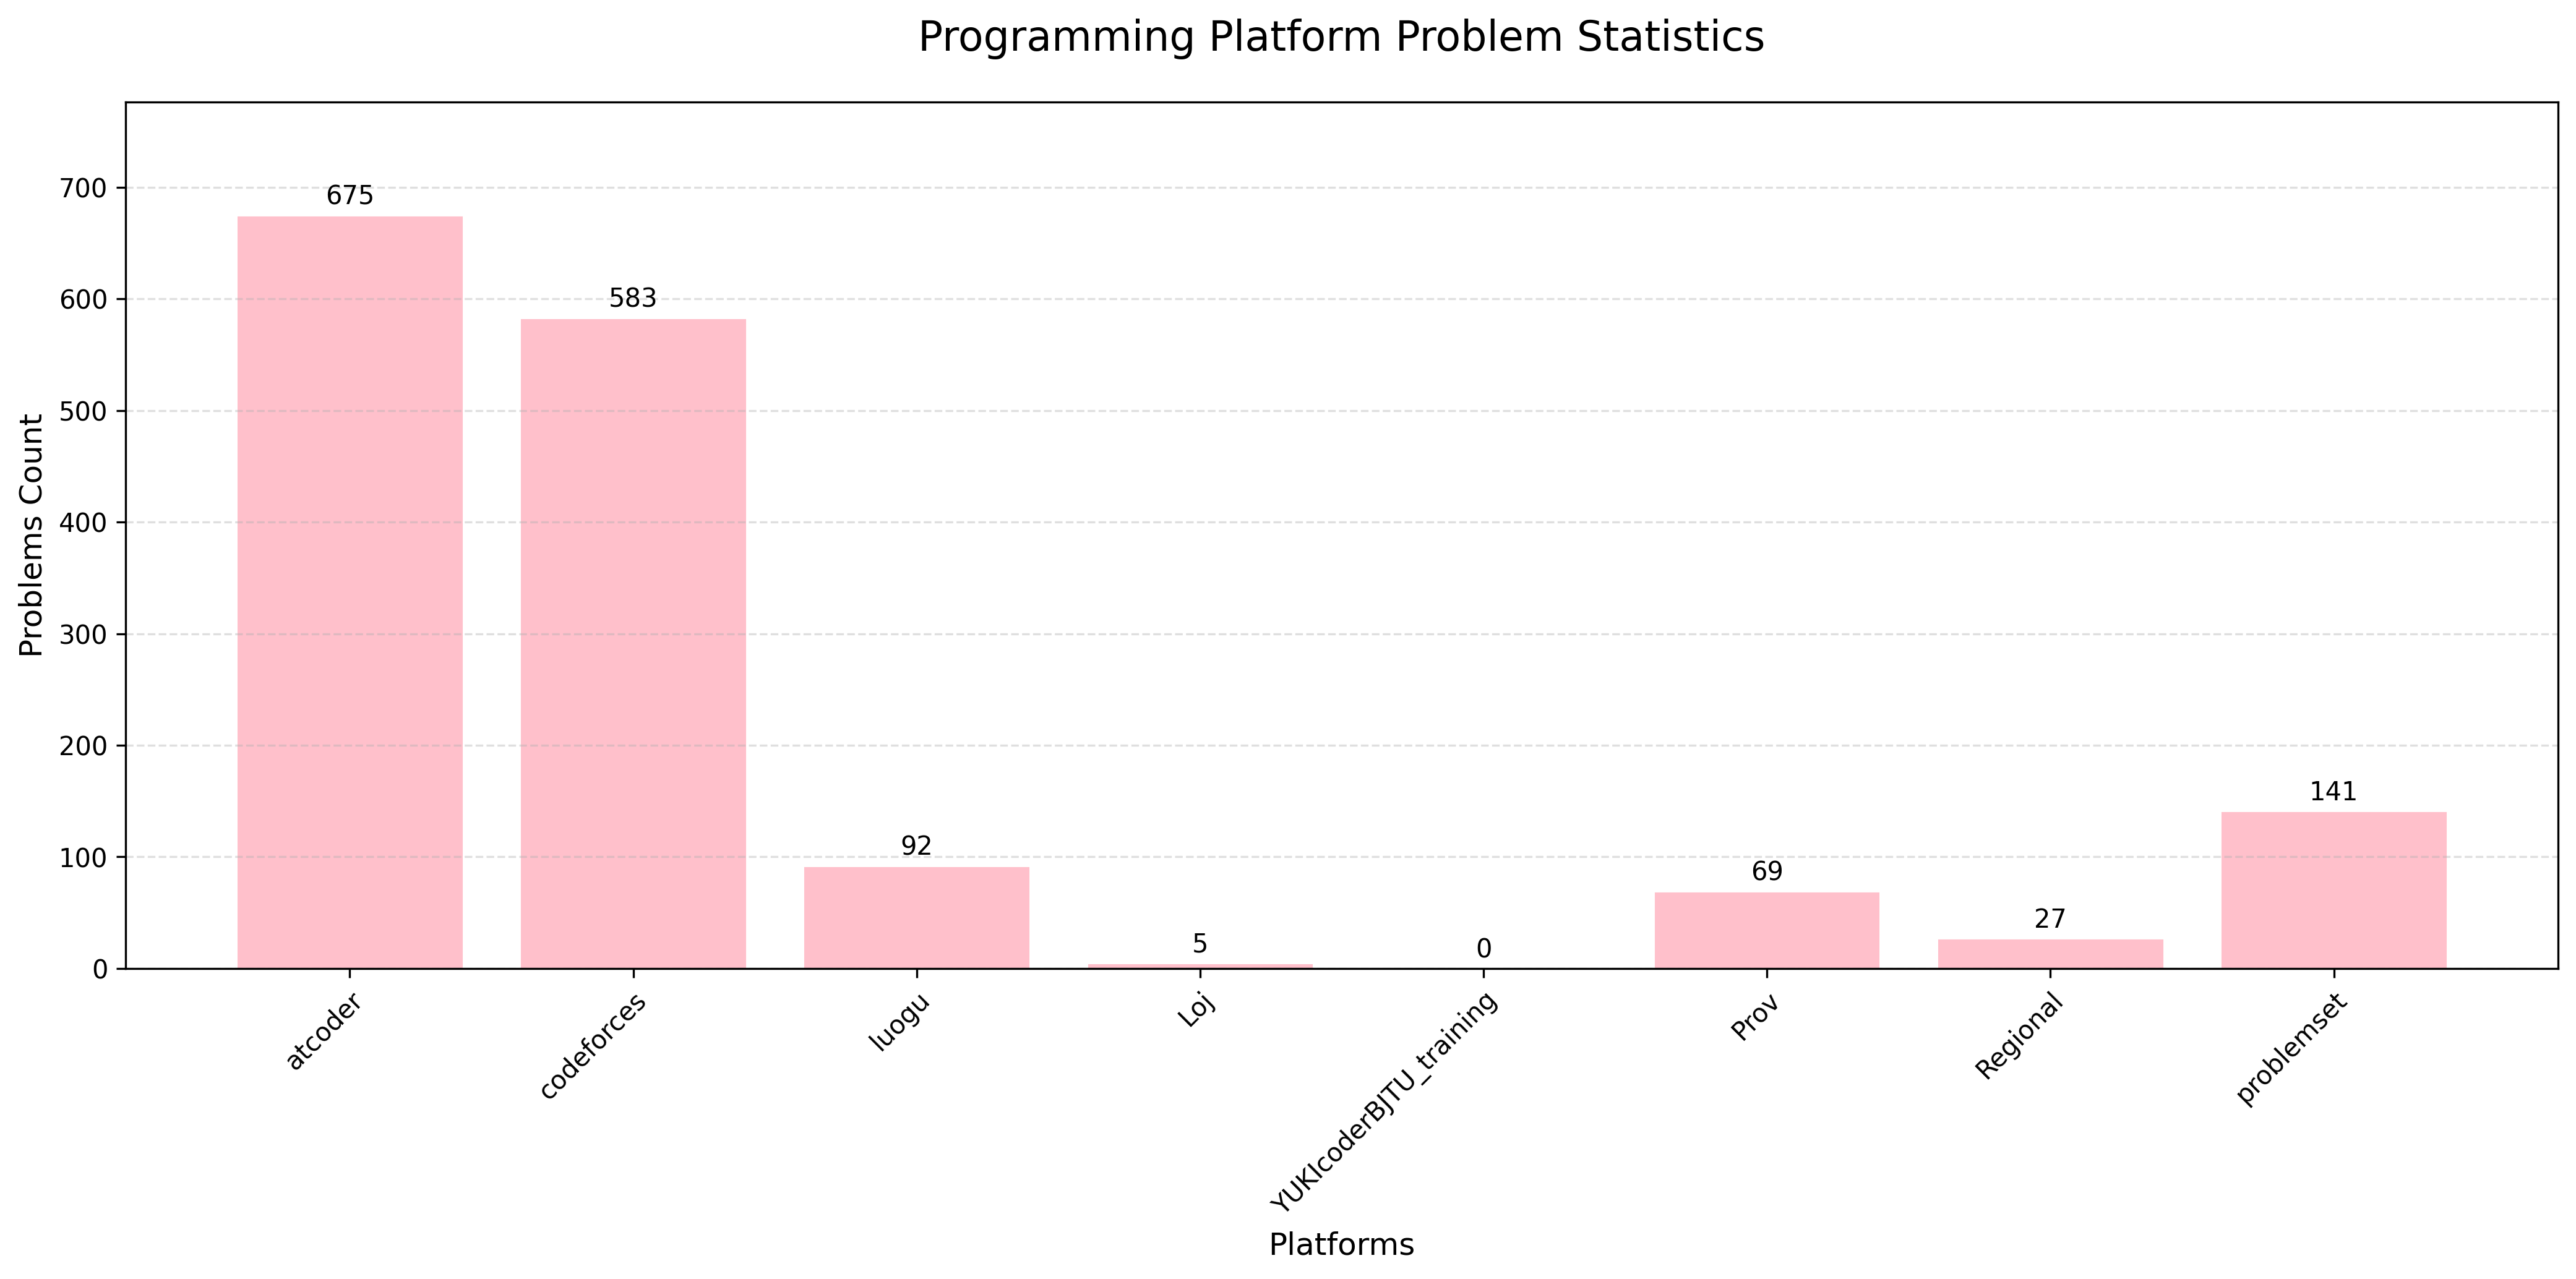 Programming Platform Problem Statistics
Problems Count
700
600
500
400
300
200
100
0
675
583
92
5
0
69
27
141
atcoder
codeforces
luogu
Loj
YUKIcoderBJTU_training
Prov
Regional
problemset
Platforms